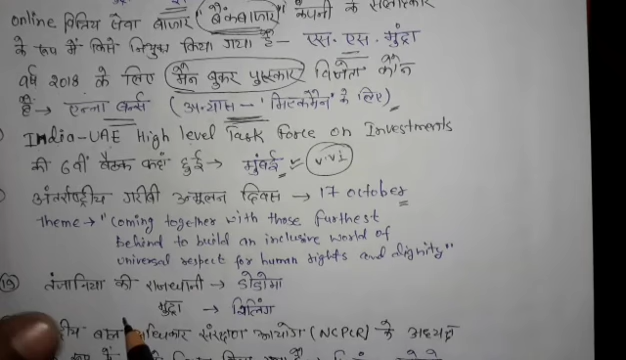 online वित्तिय सेवा बाजार "बैंकबाजार" कंपनी के सलाहकार
के रूप में किसे नियुक्त किया गया है – एस. एस. मुंद्रा
वर्ष 2018 के लिए मैन बुकर पुरस्कार विजेता कौन
है → एन्ना बर्न्स (उपन्यास – 'मिल्कमैन' के लिए)
India-UAE High level Task Force on Investments
की 6वीं बैठक कहां हुई → मुंबई (V.V.I)
अंतर्राष्ट्रीय गरीबी उन्मूलन दिवस → 17 october
Theme → "Coming together with those furthest
behind to build an inclusive world of
universal respect for human rights and dignity"
(19) तंजानिया की राजधानी → डोडोमा
मुद्रा → शिलिंग
संरक्षण आयोग (NCPCR) के अध्यक्ष